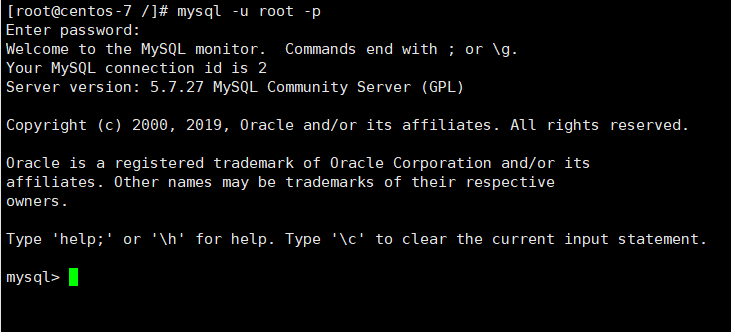 [root@centos-7 /]# mysql -u root -p
Enter password:
Welcome to the MySQL monitor.  Commands end with ; or \g.
Your MySQL connection id is 2
Server version: 5.7.27 MySQL Community Server (GPL)
Copyright (c) 2000, 2019, Oracle and/or its affiliates. All rights reserved.
Oracle is a registered trademark of Oracle Corporation and/or its
affiliates. Other names may be trademarks of their respective
owners.
Type 'help;' or '\h' for help. Type '\c' to clear the current input statement.
mysql>